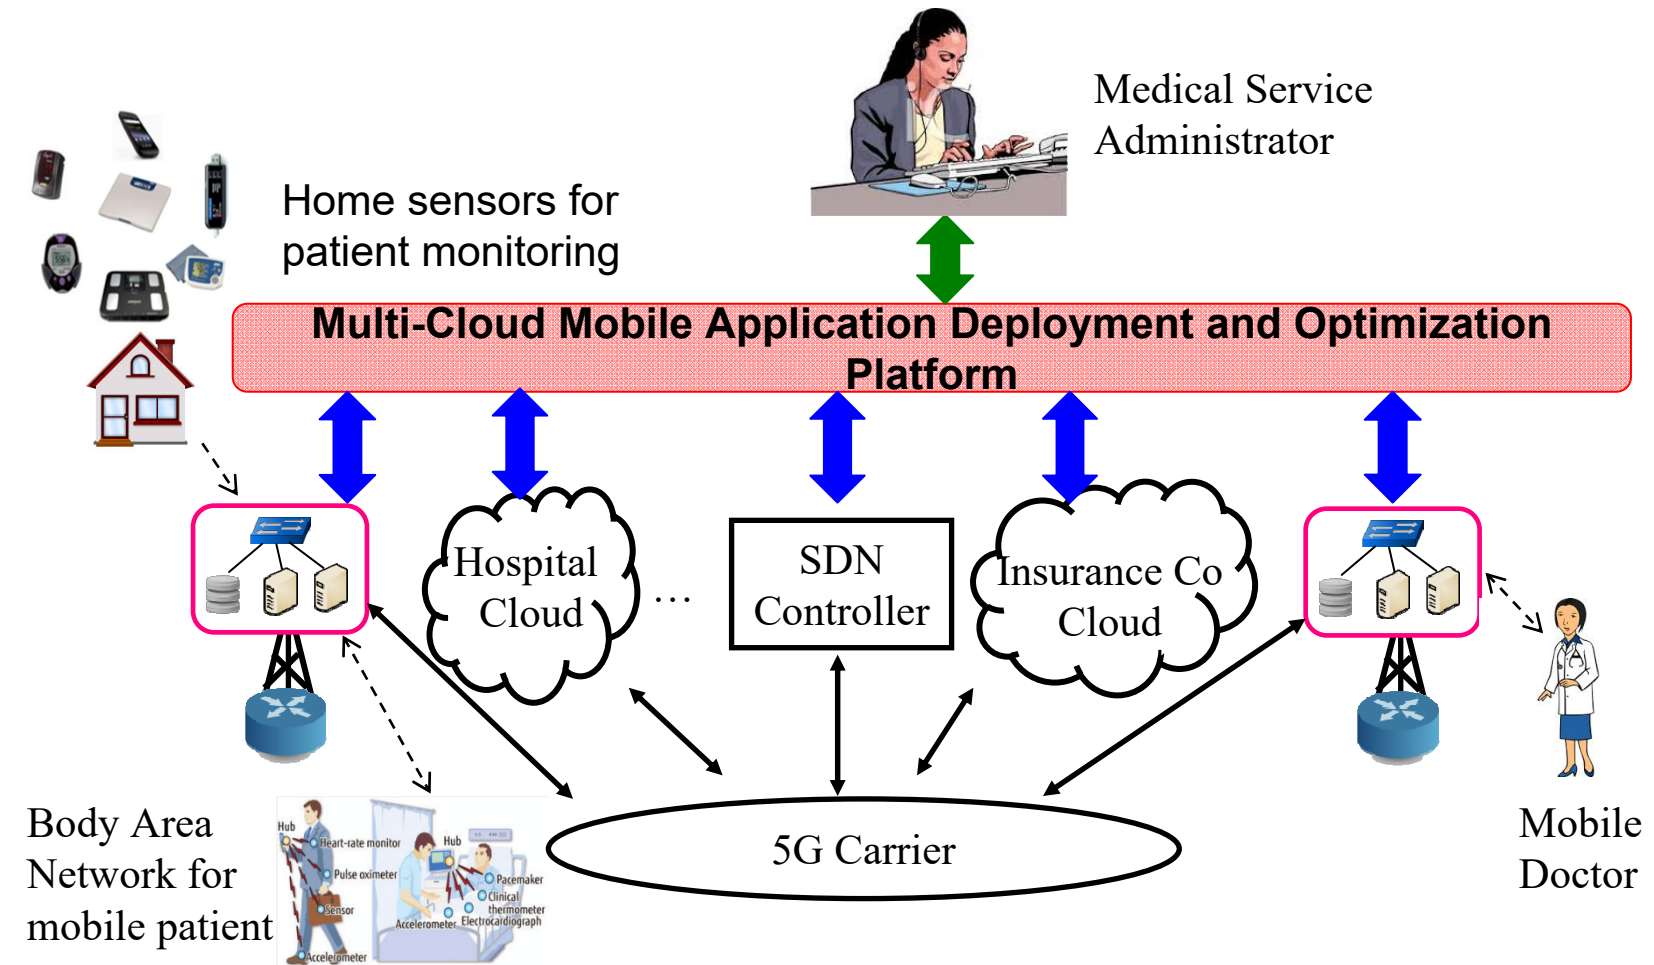 Medical Service
Administrator
Home sensors for
patient monitoring
Multi-Cloud Mobile Application Deployment and Optimization
Platform
Hospital
Cloud
...
SDN
Controller
Insurance Co
Cloud
5G Carrier
Body Area
Network for
mobile patient
Hub
Heart-rate monitor
Pulse oximeter
Sensor
Accelerometer
Hub
Pacemaker
Clinical
thermometer
Electrocardiograph
Accelerometer
Mobile
Doctor